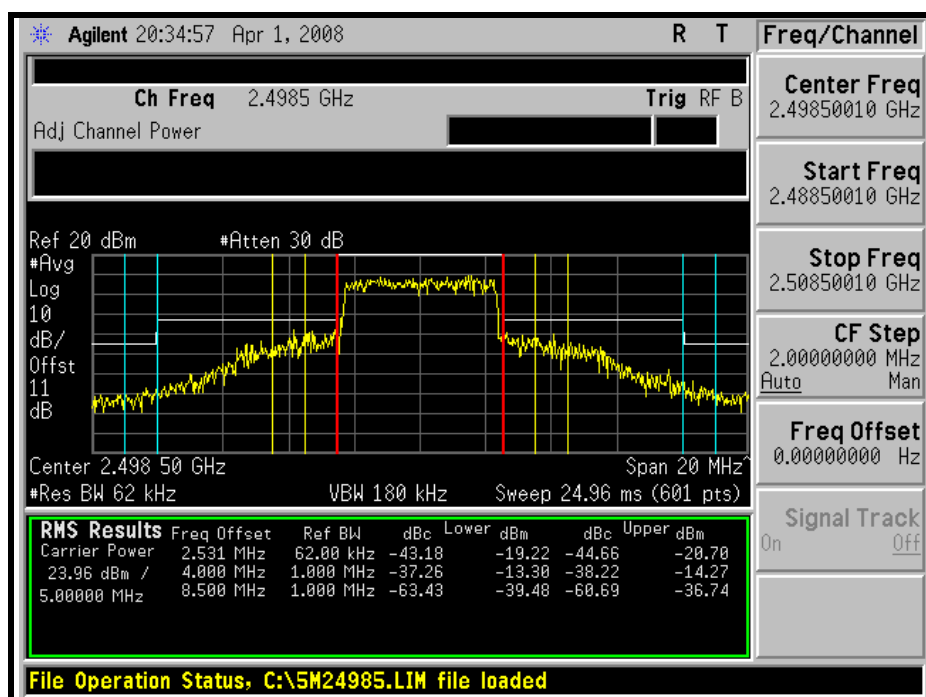 Agilent 20:34:57 Apr 1, 2008 R T
Freq/Channel
Ch Freq 2.4985 GHz Trig RF B
Adj Channel Power
Center Freq
2.49850010 GHz
Start Freq
2.48850010 GHz
Stop Freq
2.50850010 GHz
CF Step
2.00000000 MHz
Auto Man
Freq Offset
0.00000000 Hz
Signal Track
On Off
Ref 20 dBm #Atten 30 dB
#Avg
Log
10
dB/
Offst
11
dB
Center 2.498 50 GHz Span 20 MHz^
#Res BW 62 kHz VBW 180 kHz Sweep 24.96 ms (601 pts)
RMS Results Freq Offset Ref BW dBc Lower dBm dBc Upper dBm
Carrier Power 2.531 MHz 62.00 kHz -43.18 -19.22 -44.66 -20.70
23.96 dBm / 4.000 MHz 1.000 MHz -37.26 -13.30 -38.22 -14.27
5.00000 MHz 8.500 MHz 1.000 MHz -63.43 -39.48 -60.69 -36.74
File Operation Status, C:\5M24985.LIM file loaded